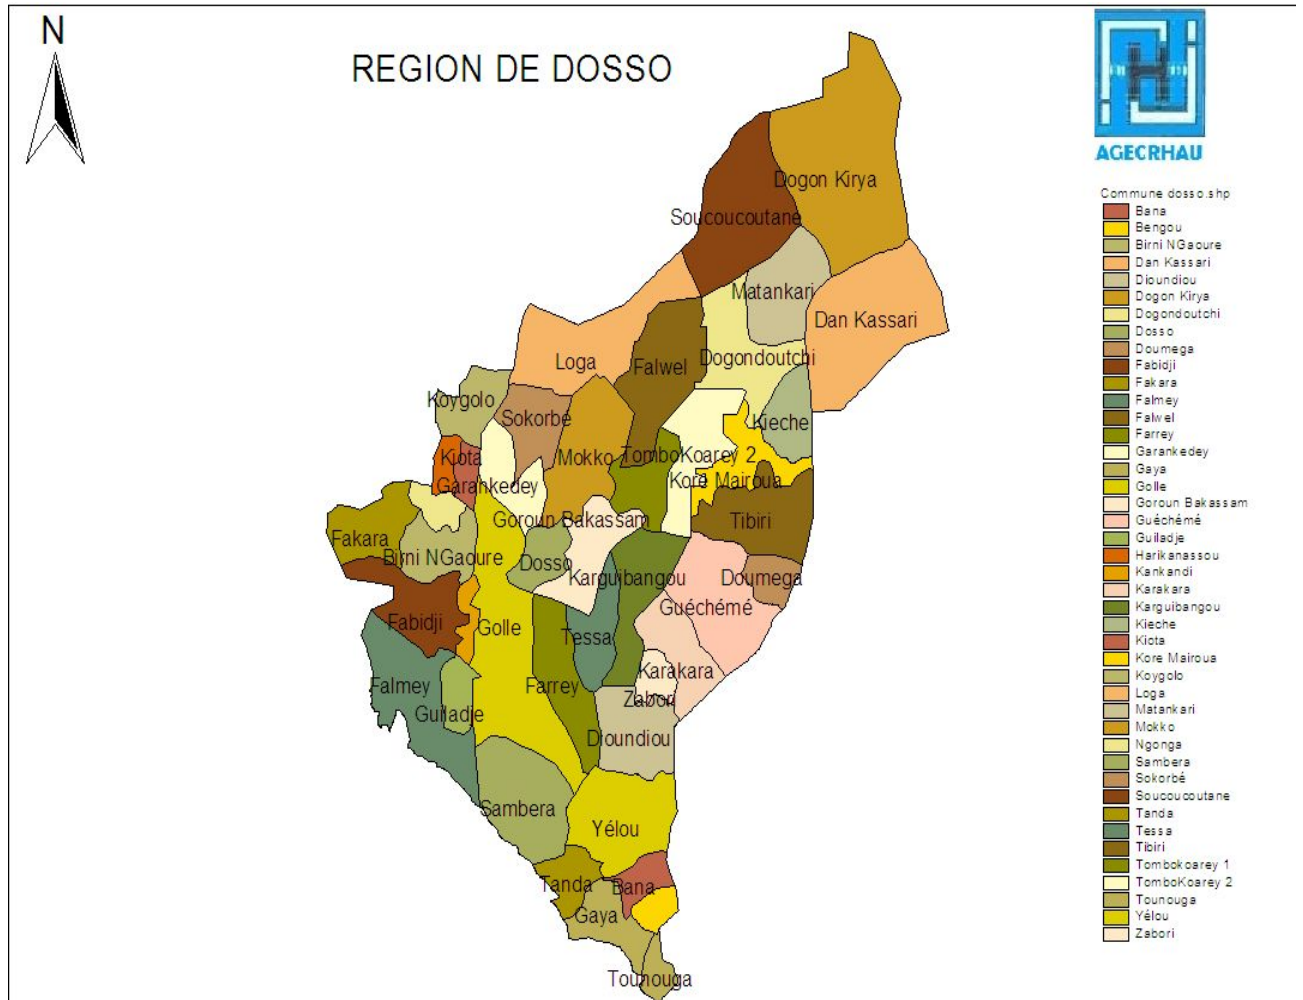 N
REGION DE DOSSO
AGECRHAU
Dogon Kirya
Soucoucoutane
Matankari
Dan Kassari
Dogondoutchi
Loga
Falwel
Koygolo
Sokorbé
Kieche
Kiota
Mokko
TomboKoarey 2
Garankedey
Kore Mairoua
Goroun Bakassam
Tibiri
Fakara
Birni NGaoure
Dosso
Karguibangou
Doumega
Guéchémé
Fabidji
Golle
Tessa
Karakara
Falmey
Farrey
Zabori
Guiladje
Dioundiou
Sambera
Yélou
Tanda
Bana
Gaya
Tounouga
Commune dosso.shp
Bana
Bengou
Birni NGaoure
Dan Kassari
Dioundiou
Dogon Kirya
Dogondoutchi
Dosso
Doumega
Fabidji
Fakara
Falmey
Falwel
Farrey
Garankedey
Gaya
Golle
Goroun Bakassam
Guéchémé
Guiladje
Harikanassou
Kankandi
Karakara
Karguibangou
Kieche
Kiota
Kore Mairoua
Koygolo
Loga
Matankari
Mokko
Ngonga
Sambera
Sokorbé
Soucoucoutane
Tanda
Tessa
Tibiri
Tombokoarey 1
TomboKoarey 2
Tounouga
Yélou
Zabori